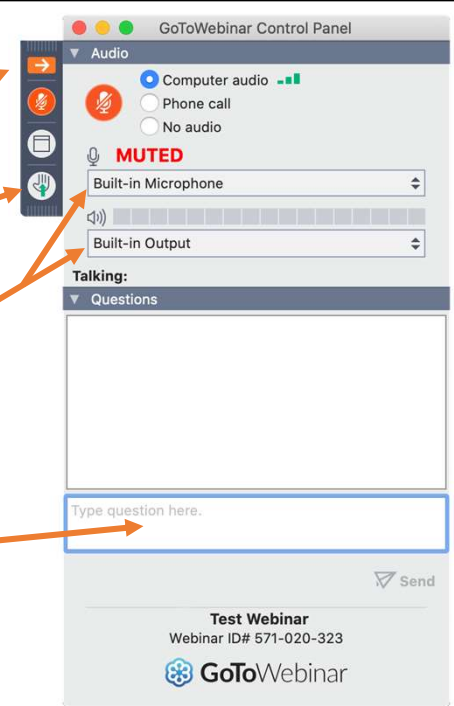 GoToWebinar Control Panel
Audio
Computer audio
Phone call
No audio
MUTED
Built-in Microphone
Built-in Output
Talking:
Questions
Type question here.
Send
Test Webinar
Webinar ID# 571-020-323
GoToWebinar